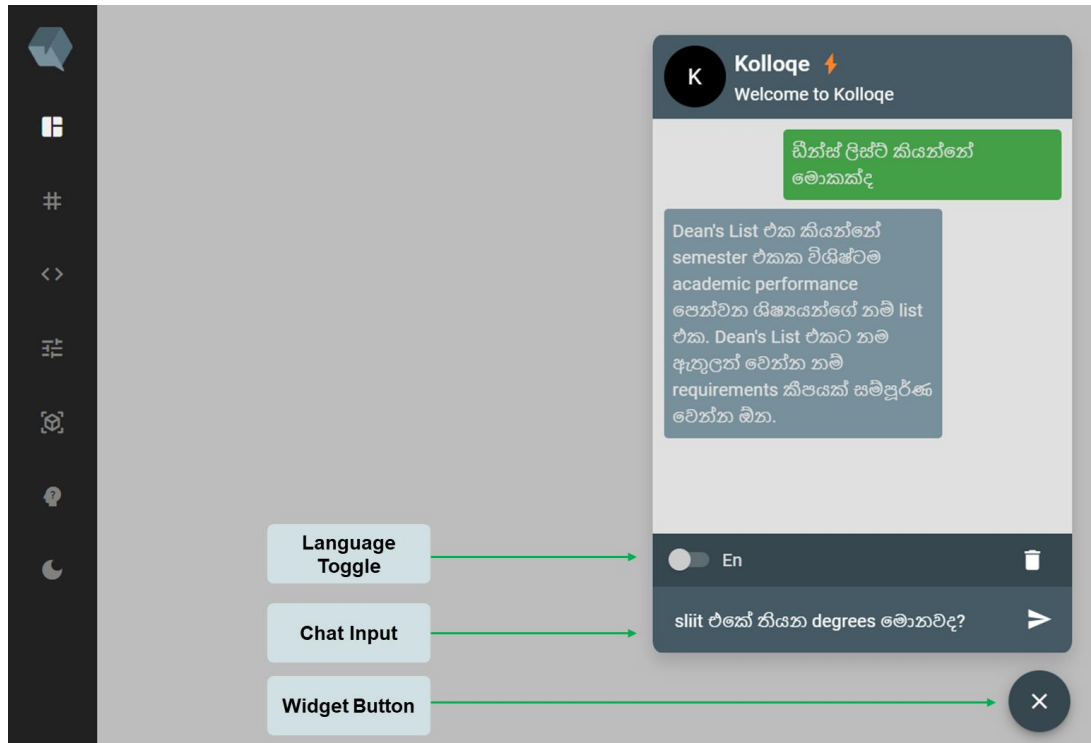 K
Kolloqe
Welcome to Kolloqe
ඩීන්ස් ලිස්ට් කියන්නේ
මොකක්ද
Dean's List එක කියන්නේ
semester එකක විශිෂ්ටම
academic performance
පෙන්වන ශිෂ්‍යයන්ගේ නම් list
එක. Dean's List එකට නම
ඇතුලත් වෙන්න නම්
requirements කීපයක් සම්පූර්ණ
වෙන්න ඕන.
Language
Toggle
En
Chat Input
sliit එකේ තියන degrees මොනවද?
Widget Button